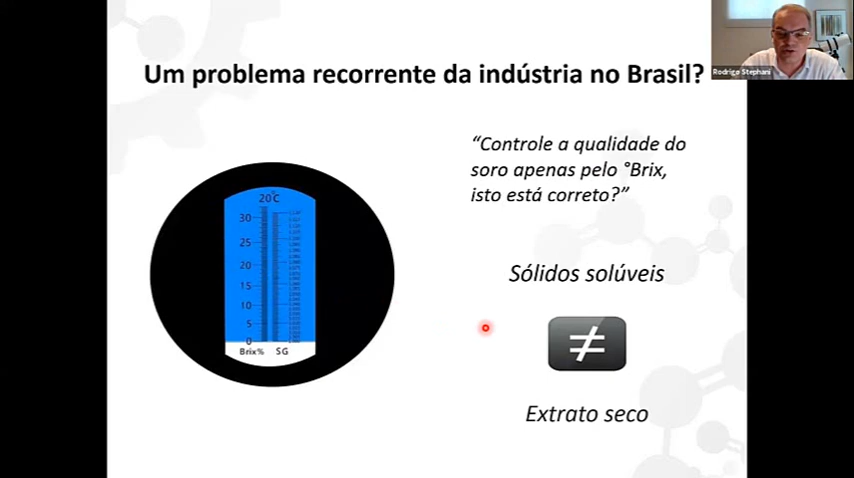 Um problema recorrente da indústria no Brasil?
Rodrigo Stephani
“Controle a qualidade do
soro apenas pelo °Brix,
isto está correto?”
20°C
30
25
20
15
10
5
0
Brix% SG
Sólidos solúveis
≠
Extrato seco